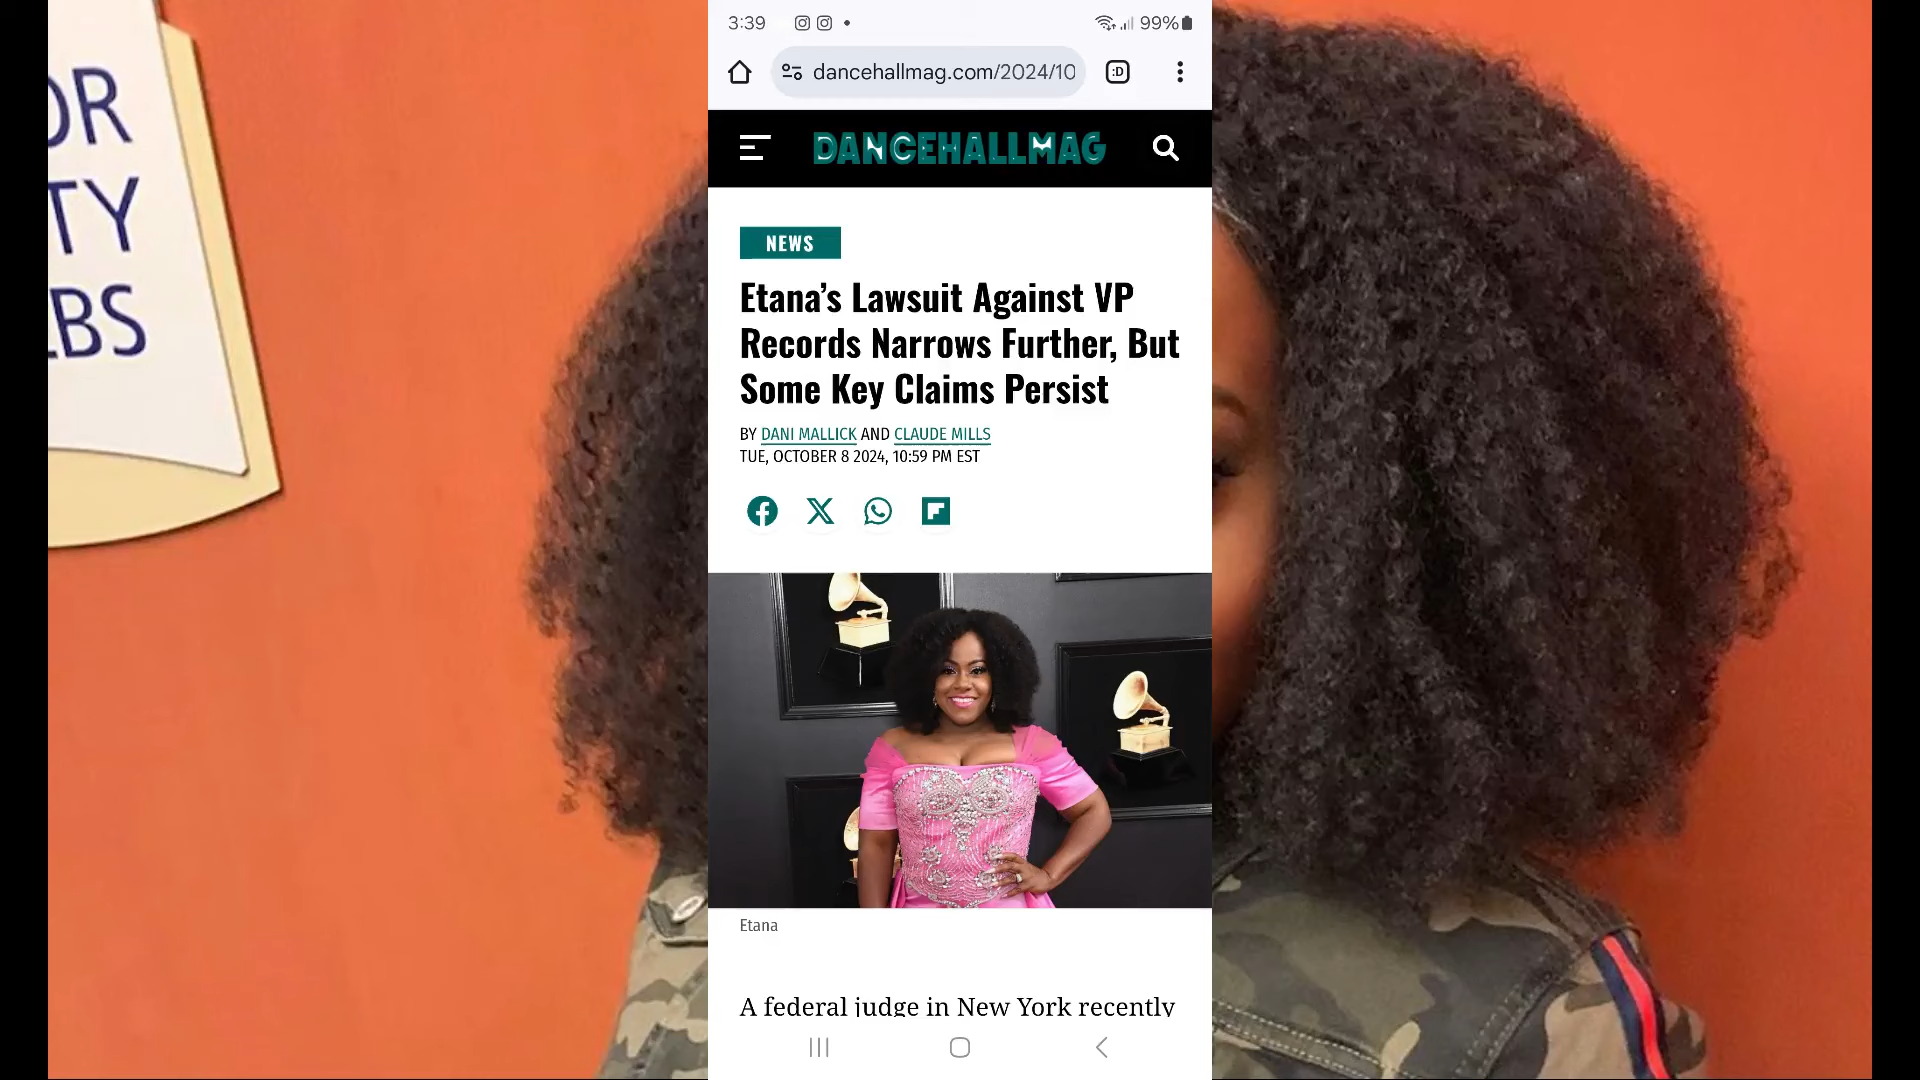 OR
TY
EBS
3:39
99%
dancehallmag.com/2024/10
:D
DANCEHALLMAG
NEWS
Etana’s Lawsuit Against VP
Records Narrows Further, But
Some Key Claims Persist
BY DANI MALLICK AND CLAUDE MILLS
TUE, OCTOBER 8 2024, 10:59 PM EST
Etana
A federal judge in New York recently